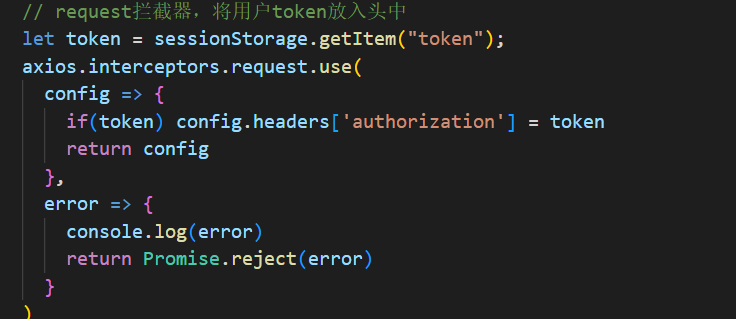 // request拦截器，将用户token放入头中
let token = sessionStorage.getItem("token");
axios.interceptors.request.use(
  config => {
    if(token) config.headers['authorization'] = token
    return config
  },
  error => {
    console.log(error)
    return Promise.reject(error)
  }
)